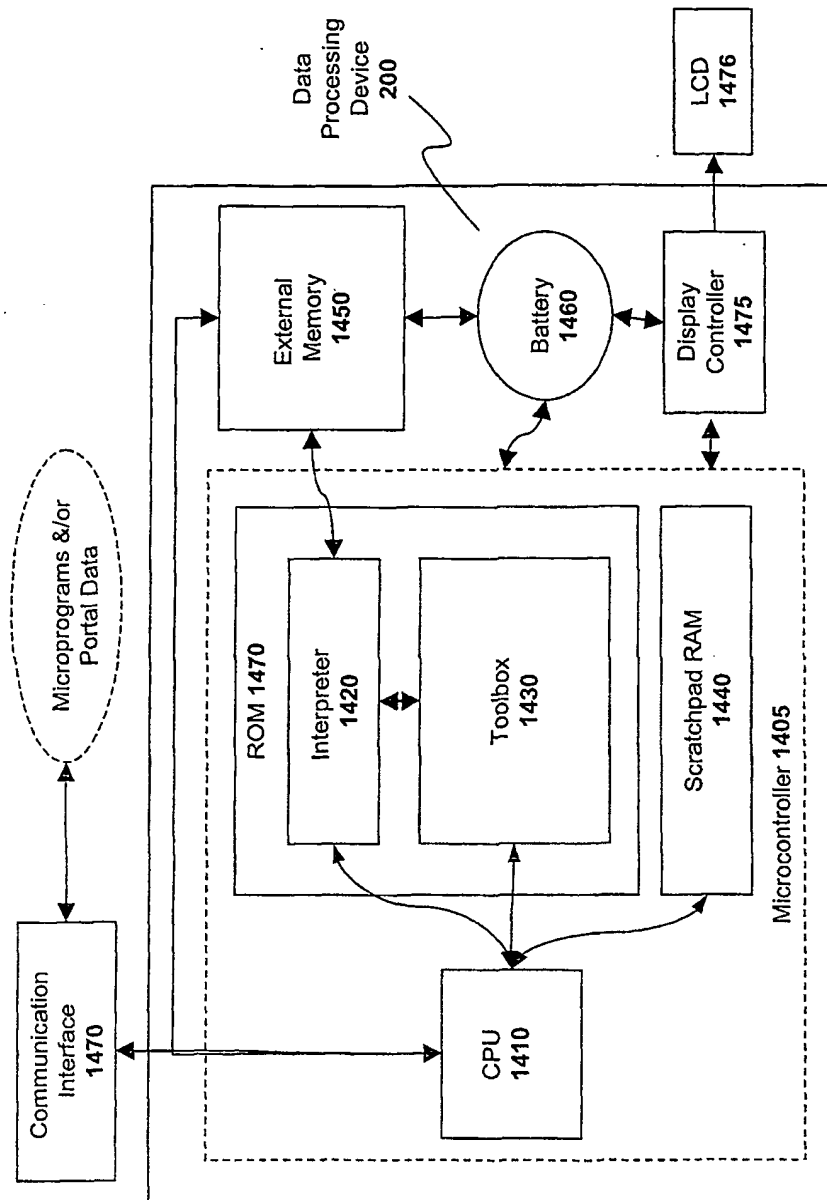 Communication
Interface
1470
Microprograms &/or
Portal Data
CPU
1410
ROM 1470
Interpreter
1420
Toolbox
1430
Scratchpad RAM
1440
Microcontroller 1405
External
Memory
1450
Battery
1460
Display
Controller
1475
Data
Processing
Device
200
LCD
1476